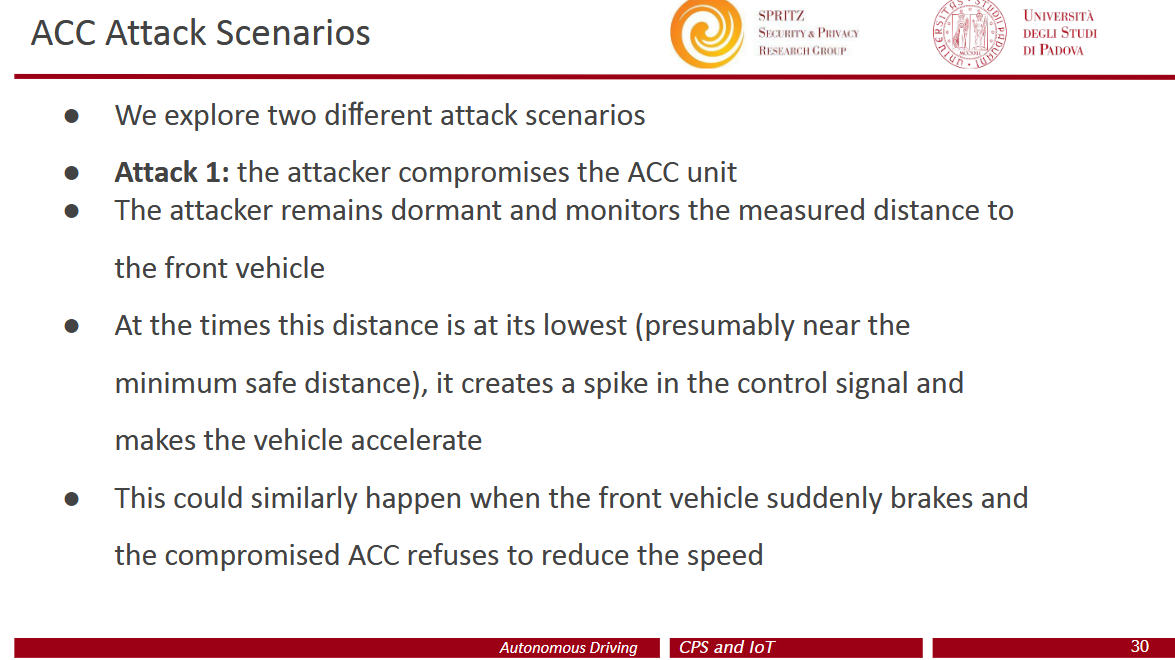 ACC Attack Scenarios
SPRITZ
SECURITY & PRIVACY
RESEARCH GROUP
UNIVERSITÀ
DEGLI STUDI
DI PADOVA
● We explore two different attack scenarios
● Attack 1: the attacker compromises the ACC unit
● The attacker remains dormant and monitors the measured distance to
the front vehicle
● At the times this distance is at its lowest (presumably near the
minimum safe distance), it creates a spike in the control signal and
makes the vehicle accelerate
● This could similarly happen when the front vehicle suddenly brakes and
the compromised ACC refuses to reduce the speed
Autonomous Driving
CPS and IoT
30